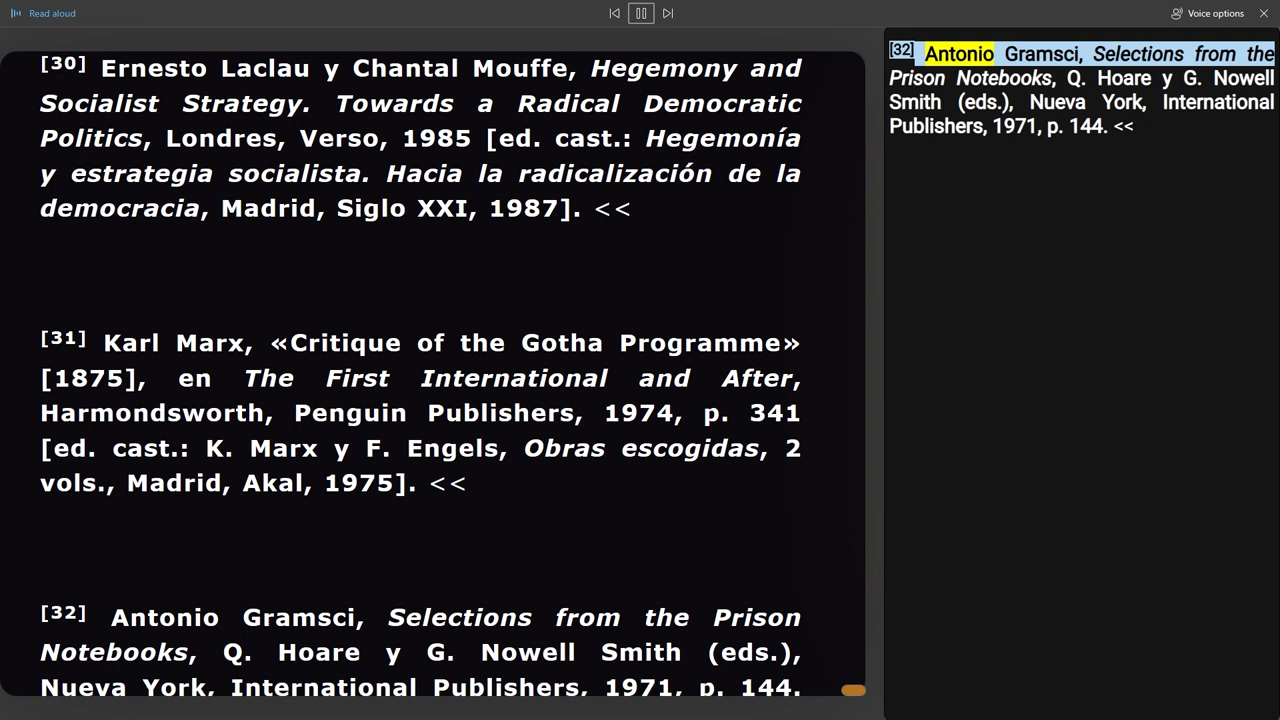 Read aloud
Voice options
[30] Ernesto Laclau y Chantal Mouffe, Hegemony and
Socialist Strategy. Towards a Radical Democratic
Politics, Londres, Verso, 1985 [ed. cast.: Hegemonía
y estrategia socialista. Hacia la radicalización de la
democracia, Madrid, Siglo XXI, 1987]. <<
[31] Karl Marx, «Critique of the Gotha Programme»
[1875], en The First International and After,
Harmondsworth, Penguin Publishers, 1974, p. 341
[ed. cast.: K. Marx y F. Engels, Obras escogidas, 2
vols., Madrid, Akal, 1975]. <<
[32] Antonio Gramsci, Selections from the Prison
Notebooks, Q. Hoare y G. Nowell Smith (eds.),
Nueva York, International Publishers, 1971, p. 144.
[32] Antonio Gramsci, Selections from the
Prison Notebooks, Q. Hoare y G. Nowell
Smith (eds.), Nueva York, International
Publishers, 1971, p. 144. <<